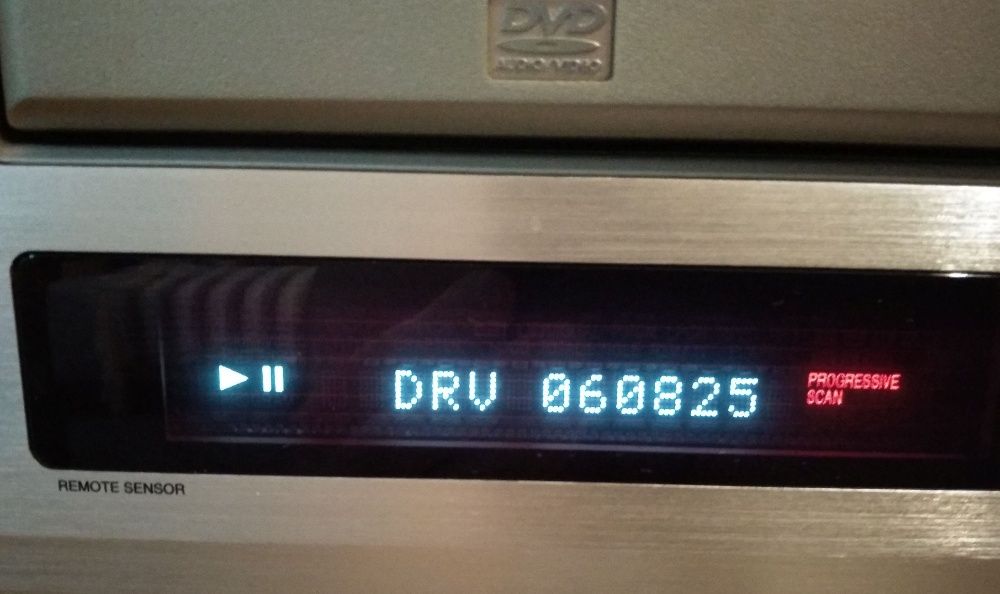 DVD
AUDIO/VIDEO
DRV 060825
PROGRESSIVE
SCAN
REMOTE SENSOR